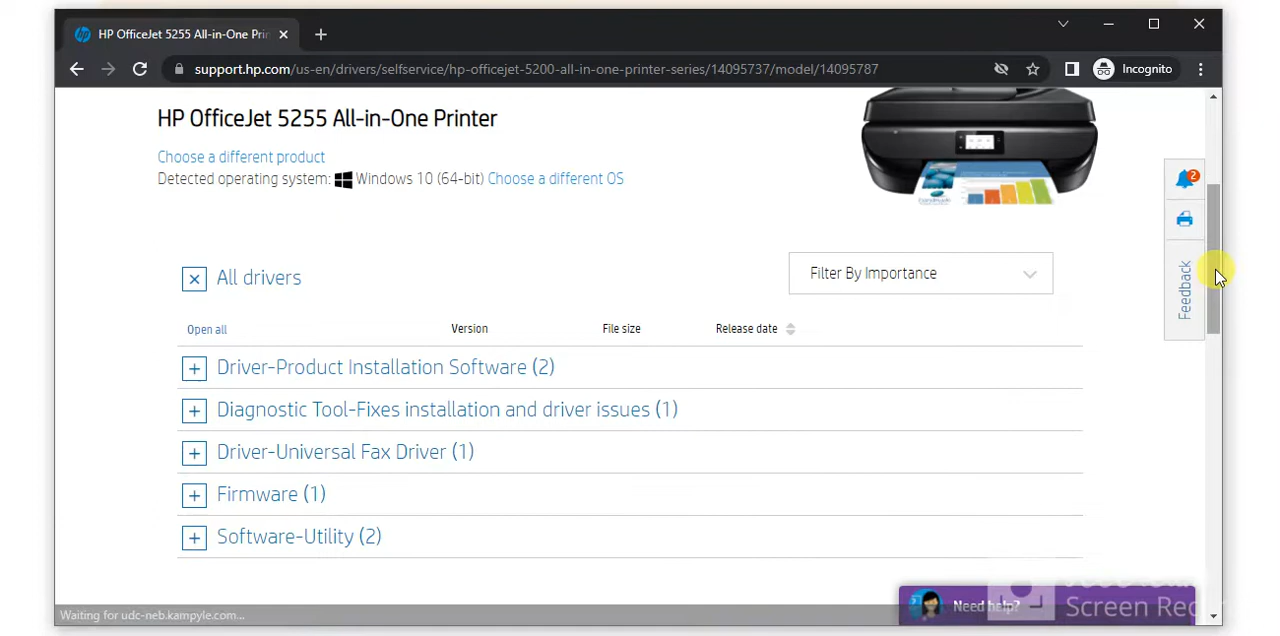 HP OfficeJet 5255 All-in-One Prin
support.hp.com/us-en/drivers/selfservice/hp-officejet-5200-all-in-one-printer-series/14095737/model/14095787
Incognito
HP OfficeJet 5255 All-in-One Printer
Choose a different product
Detected operating system: Windows 10 (64-bit) Choose a different OS
2
All drivers
Filter By Importance
Feedback
Open all Version File size Release date
Driver-Product Installation Software (2)
Diagnostic Tool-Fixes installation and driver issues (1)
Driver-Universal Fax Driver (1)
Firmware (1)
Software-Utility (2)
Waiting for udc-neb.kampyle.com...
Need help?
Screen Rec